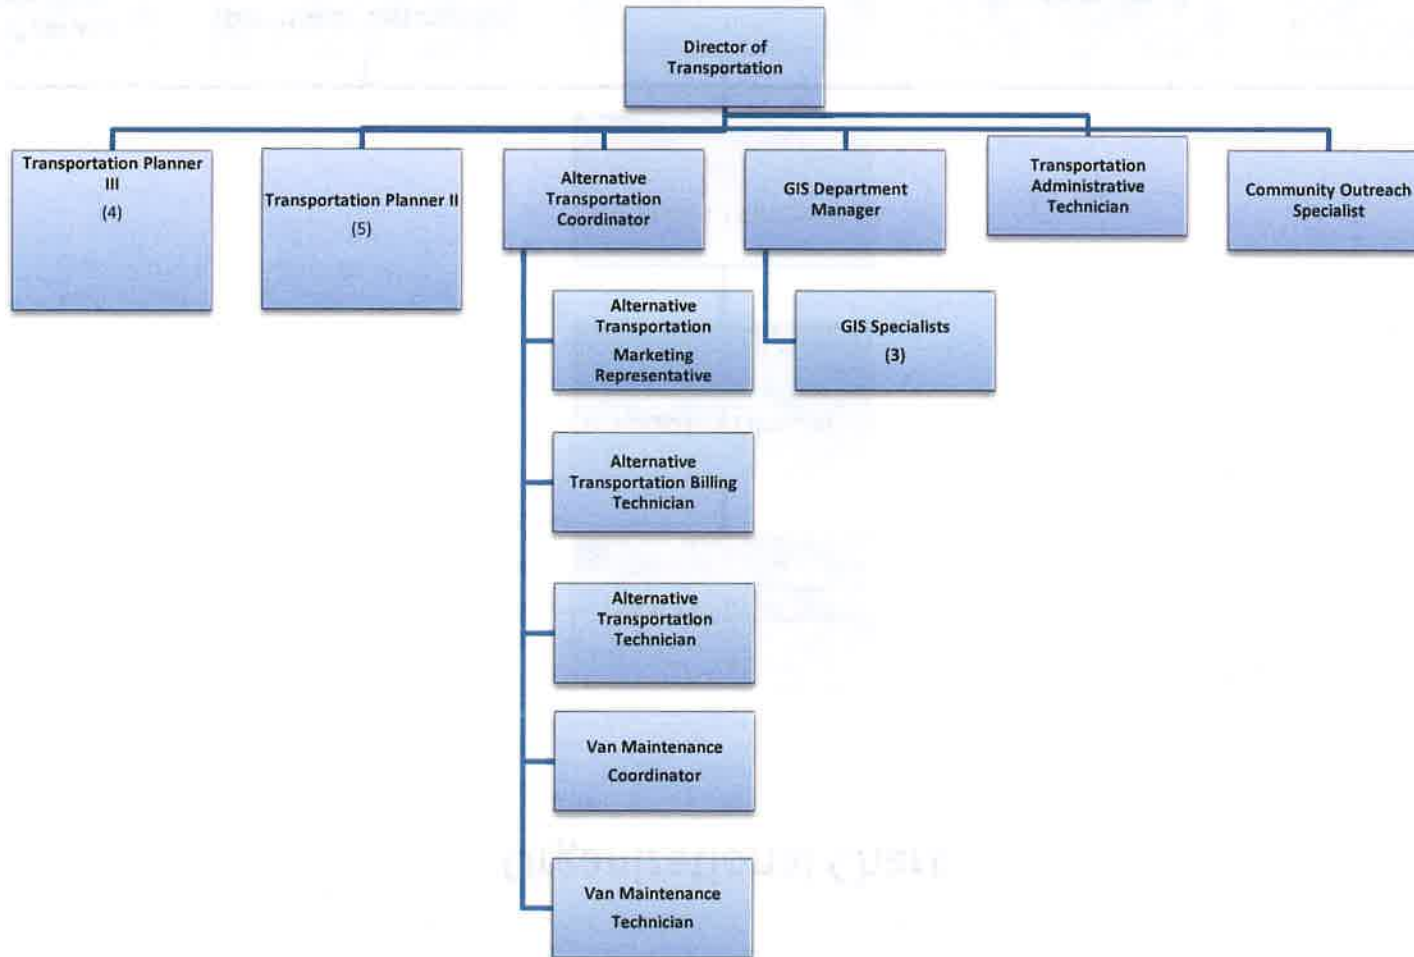 Director of
Transportation
Transportation Planner
III
(4)
Transportation Planner II
(5)
Alternative
Transportation
Coordinator
GIS Department
Manager
Transportation
Administrative
Technician
Community Outreach
Specialist
Alternative
Transportation
Marketing
Representative
GIS Specialists
(3)
Alternative
Transportation Billing
Technician
Alternative
Transportation
Technician
Van Maintenance
Coordinator
Van Maintenance
Technician